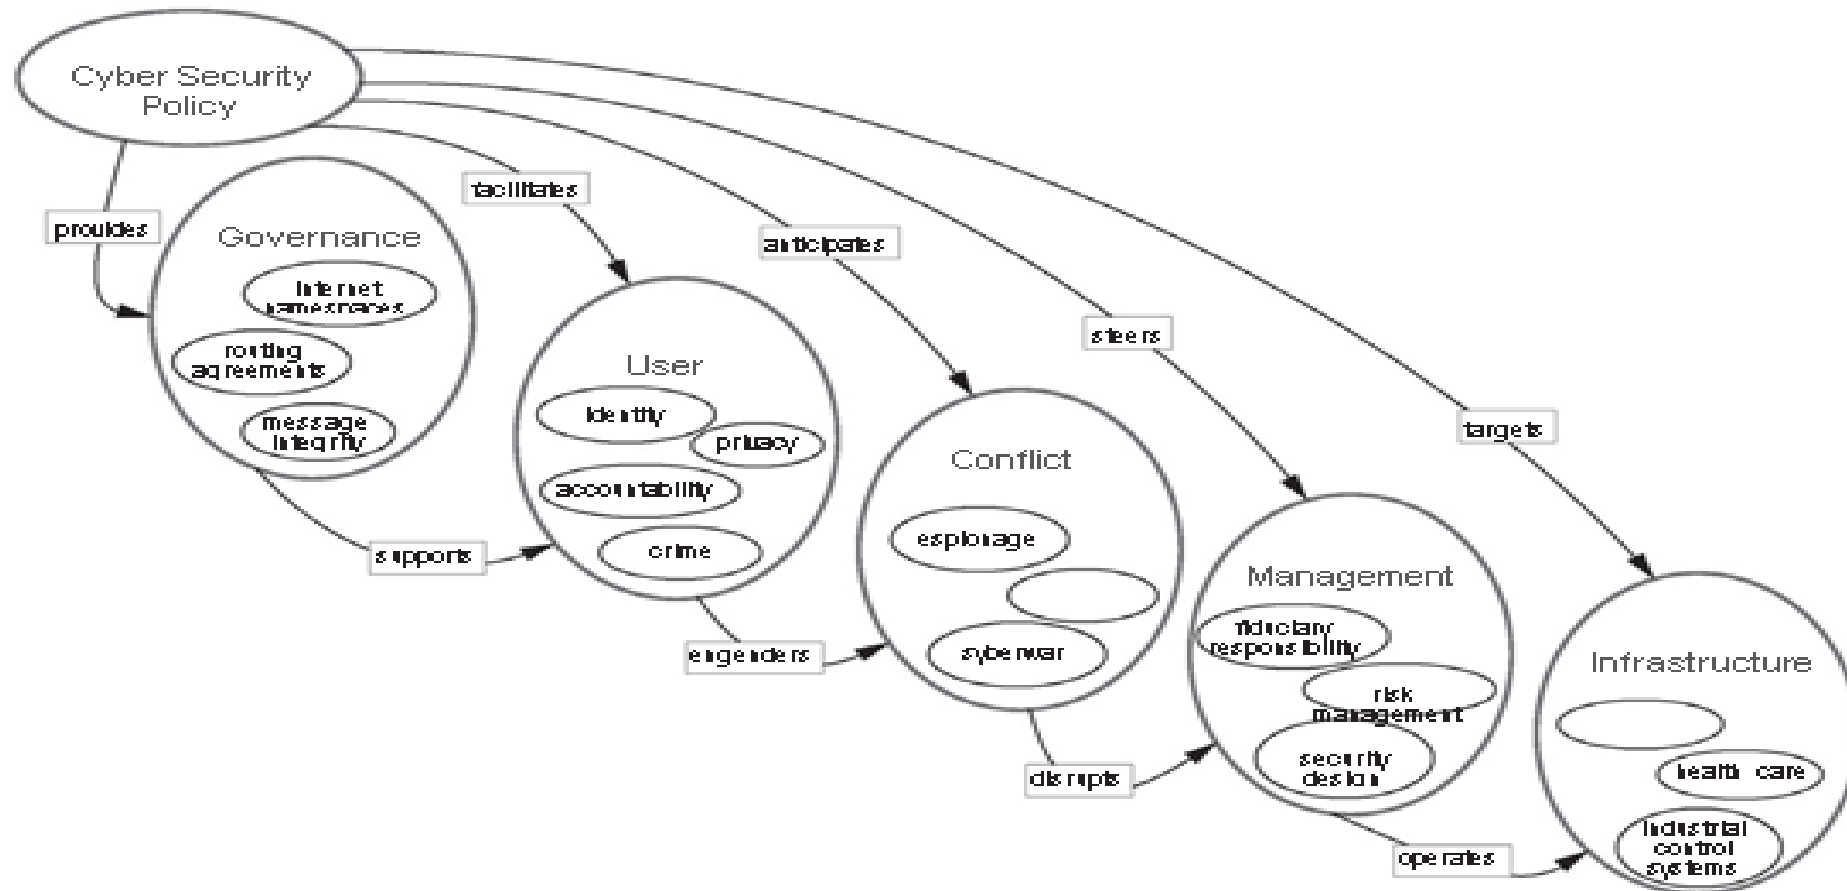 Cyber Security
Policy
provides
Governance
Internet
namespaces
routing
agreements
message
integrity
supports
facilitates
User
identity
privacy
accountability
crime
engenders
anticipates
Conflict
espionage
syberwar
disrupts
steers
Management
fiduciary
responsibility
risk
management
security
design
operates
targets
Infrastructure
health care
industrial
control
systems